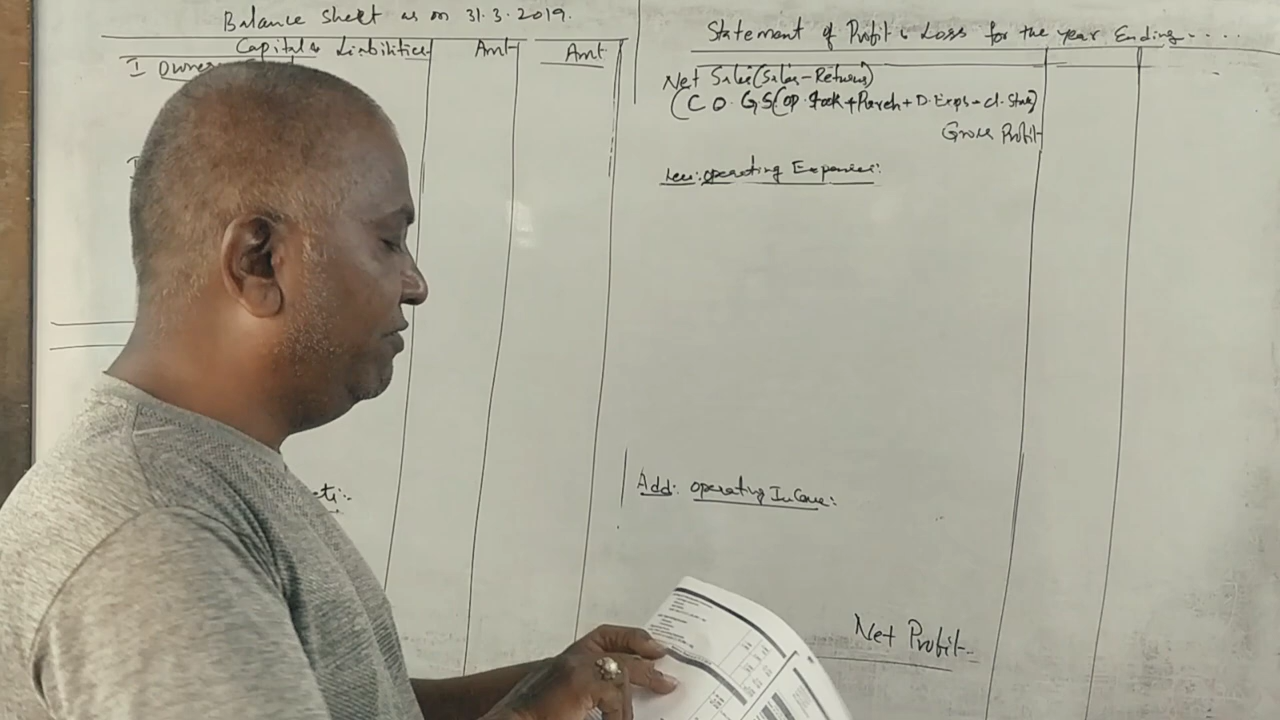 Balance Sheet as on 31.3.2019.
Capital & Liabilities Amt Amt
I Owner
Statement of Profit & Loss for the year Ending....
Net Sales (Sales - Returns)
(C O. G S (Op. Stock + Purch + D. Exps - cl. Stock)
Gross Profit
Less: operating Expenses:
Add: operating Income:
Net Profit..